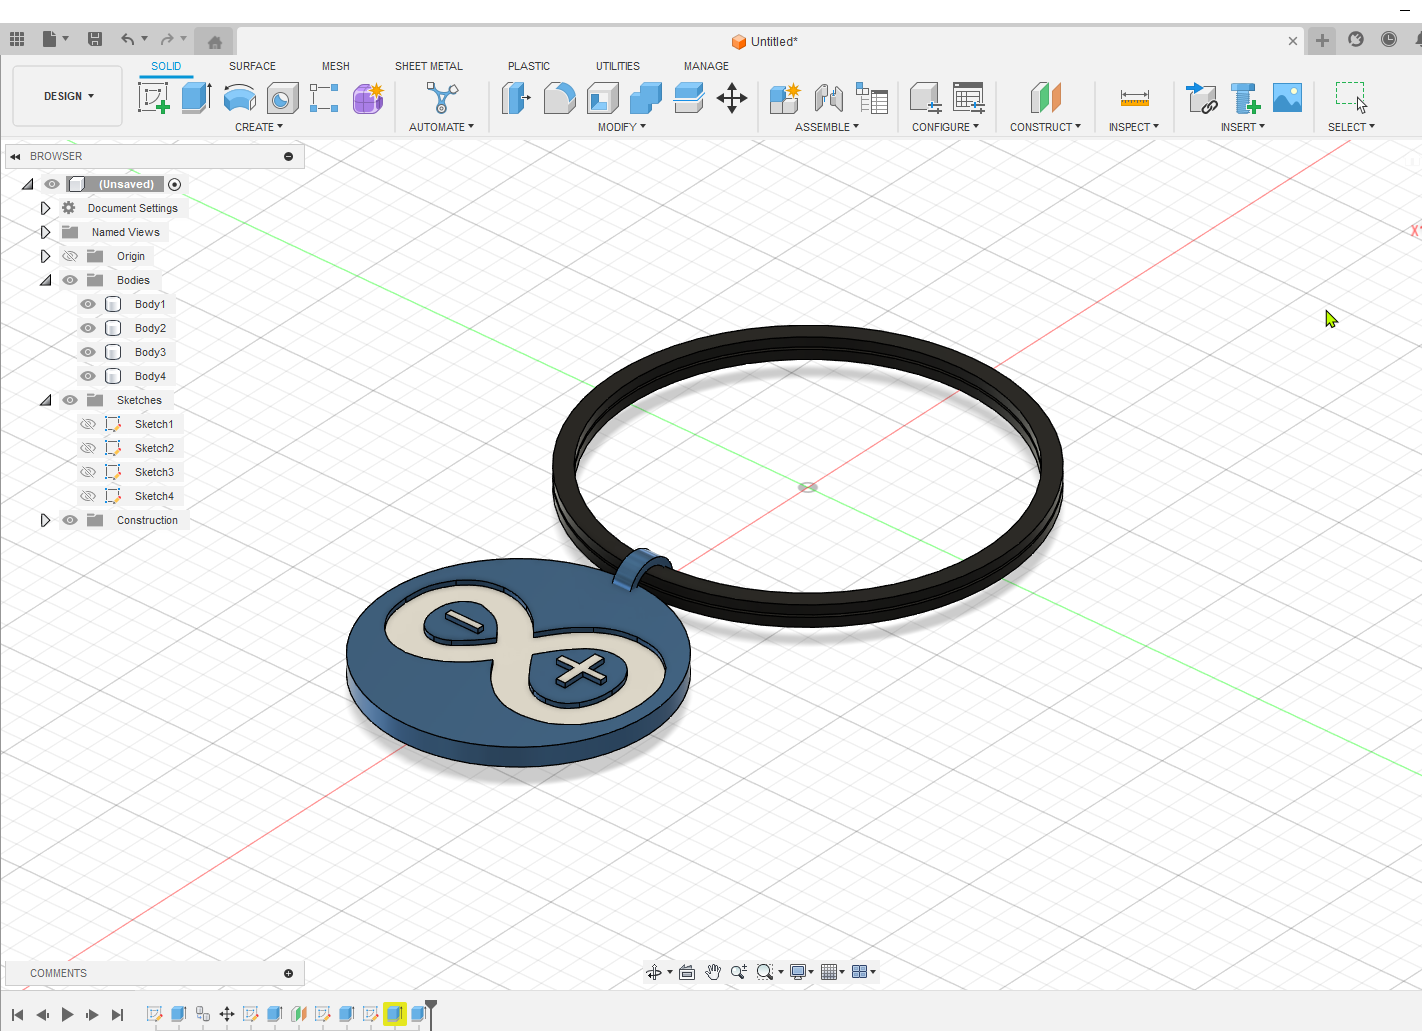 Untitled*
SOLID SURFACE MESH SHEET METAL PLASTIC UTILITIES MANAGE
DESIGN
CREATE AUTOMATE MODIFY ASSEMBLE CONFIGURE CONSTRUCT INSPECT INSERT SELECT
BROWSER
(Unsaved)
Document Settings
Named Views
Origin
Bodies
Body1
Body2
Body3
Body4
Sketches
Sketch1
Sketch2
Sketch3
Sketch4
Construction
X
COMMENTS